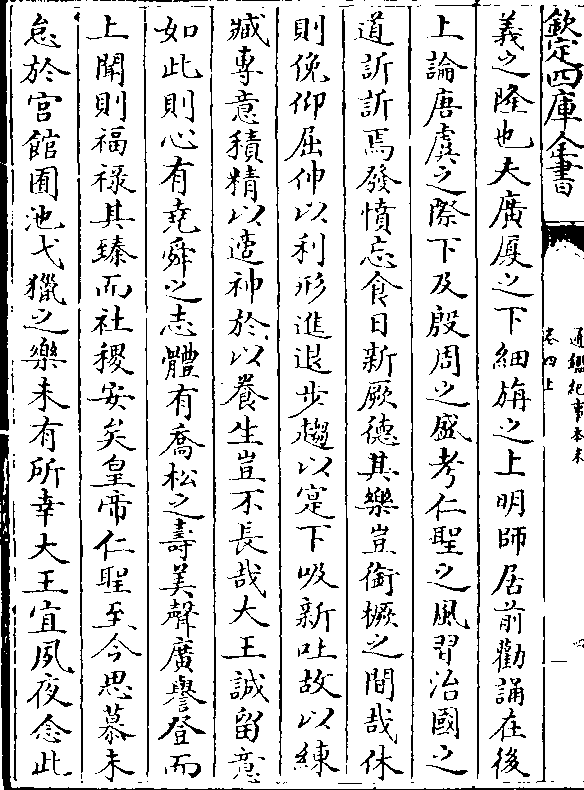 欽定四庫全書
通鑑紀事本末
卷四上
四
義之隆也夫廣厦之下細旃之上明師居前勸誦在後
上論唐虞之際下及殷周之盛考仁聖之風習治國之
道訢訢焉發憤忘食日新厥德其樂豈銜橛之間哉休
則俛仰屈伸以利形進退步趨以寔下吸新吐故以練
臧專意積精以適神於以養生豈不長哉大王誠留意
如此則心有堯舜之志體有喬松之壽美聲廣譽登而
上聞則福禄其臻而社稷安矣皇帝仁聖至今思慕未
怠於宮館囿池弋獵之樂未有所幸大王宜夙夜念此